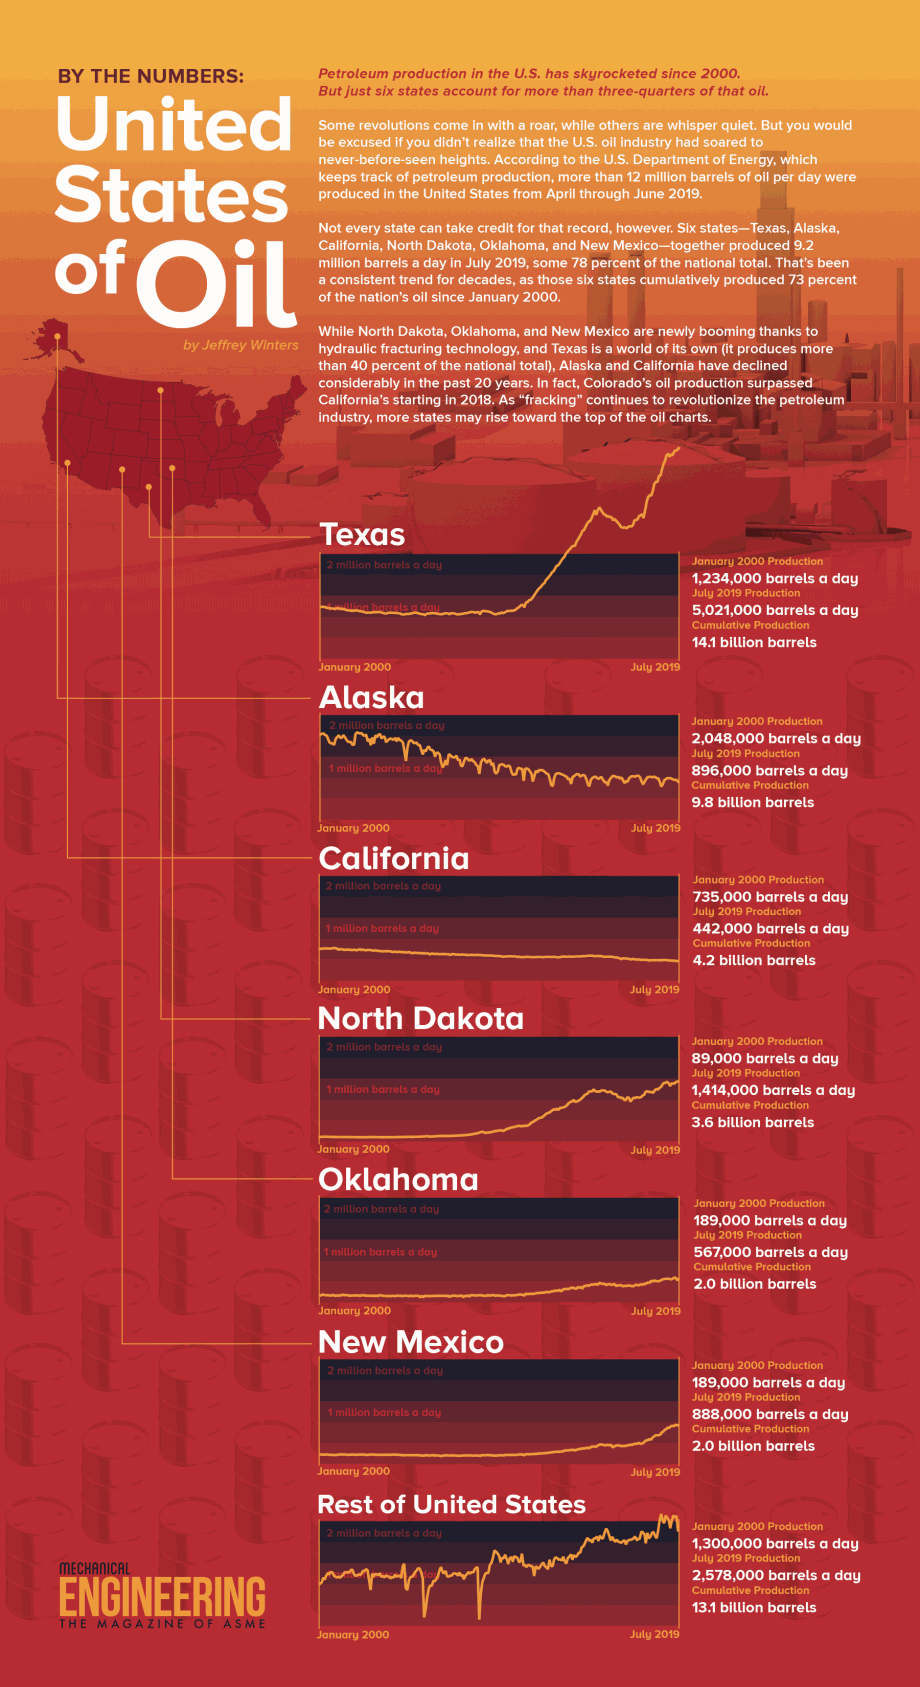 BY THE NUMBERS:
United
States
of Oil
by Jeffrey Winters
Petroleum production in the U.S. has skyrocketed since 2000.
But just six states account for more than three-quarters of that oil.
Some revolutions come in with a roar, while others are whisper quiet. But you would
be excused if you didn't realize that the U.S. oil industry had soared to
never-before-seen heights. According to the U.S. Department of Energy, which
keeps track of petroleum production, more than 12 million barrels of oil per day were
produced in the United States from April through June 2019.
Not every state can take credit for that record, however. Six states—Texas, Alaska,
California, North Dakota, Oklahoma, and New Mexico—together produced 9.2
million barrels a day in July 2019, some 78 percent of the national total. That's been
a consistent trend for decades, as those six states cumulatively produced 73 percent
of the nation's oil since January 2000.
While North Dakota, Oklahoma, and New Mexico are newly booming thanks to
hydraulic fracturing technology, and Texas is a world of its own (it produces more
than 40 percent of the national total), Alaska and California have declined
considerably in the past 20 years. In fact, Colorado's oil production surpassed
California's starting in 2018. As “fracking” continues to revolutionize the petroleum
industry, more states may rise toward the top of the oil charts.
Texas
2 million barrels a day
1 million barrels a day
January 2000
July 2019
January 2000 Production
1,234,000 barrels a day
July 2019 Production
5,021,000 barrels a day
Cumulative Production
14.1 billion barrels
Alaska
2 million barrels a day
1 million barrels a day
January 2000
July 2019
January 2000 Production
2,048,000 barrels a day
July 2019 Production
896,000 barrels a day
Cumulative Production
9.8 billion barrels
California
2 million barrels a day
1 million barrels a day
January 2000
July 2019
January 2000 Production
735,000 barrels a day
July 2019 Production
442,000 barrels a day
Cumulative Production
4.2 billion barrels
North Dakota
2 million barrels a day
1 million barrels a day
January 2000
July 2019
January 2000 Production
89,000 barrels a day
July 2019 Production
1,414,000 barrels a day
Cumulative Production
3.6 billion barrels
Oklahoma
2 million barrels a day
1 million barrels a day
January 2000
July 2019
January 2000 Production
189,000 barrels a day
July 2019 Production
567,000 barrels a day
Cumulative Production
2.0 billion barrels
New Mexico
2 million barrels a day
1 million barrels a day
January 2000
July 2019
January 2000 Production
189,000 barrels a day
July 2019 Production
888,000 barrels a day
Cumulative Production
2.0 billion barrels
Rest of United States
2 million barrels a day
January 2000
July 2019
January 2000 Production
1,300,000 barrels a day
July 2019 Production
2,578,000 barrels a day
Cumulative Production
13.1 billion barrels
MECHANICAL
ENGINEERING
THE MAGAZINE OF ASME